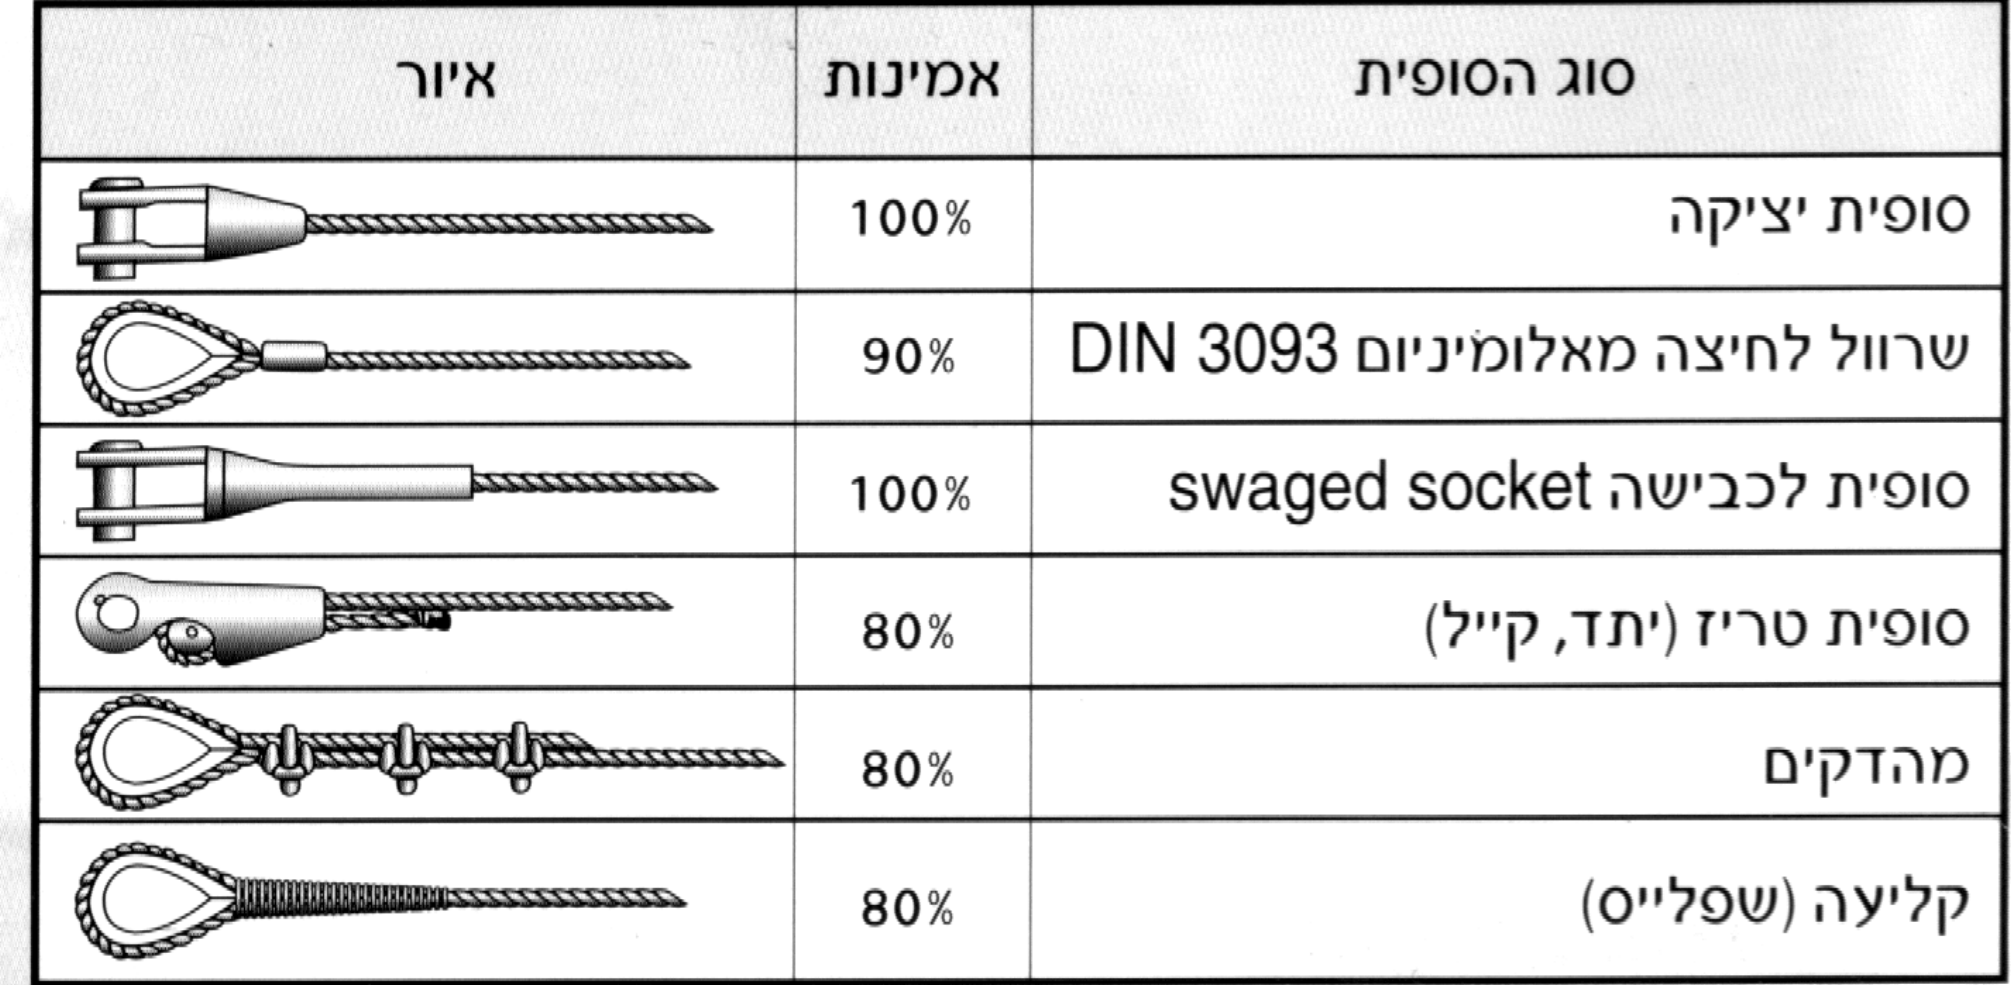 סוג הסופית אמינות איור
סופית יציקה 100%
שרוול לחיצה מאלומיניום DIN 3093 90%
סופית לכבישה swaged socket 100%
סופית טריז (יתד, קייל) 80%
מהדקים 80%
קליעה (שפלייס) 80%